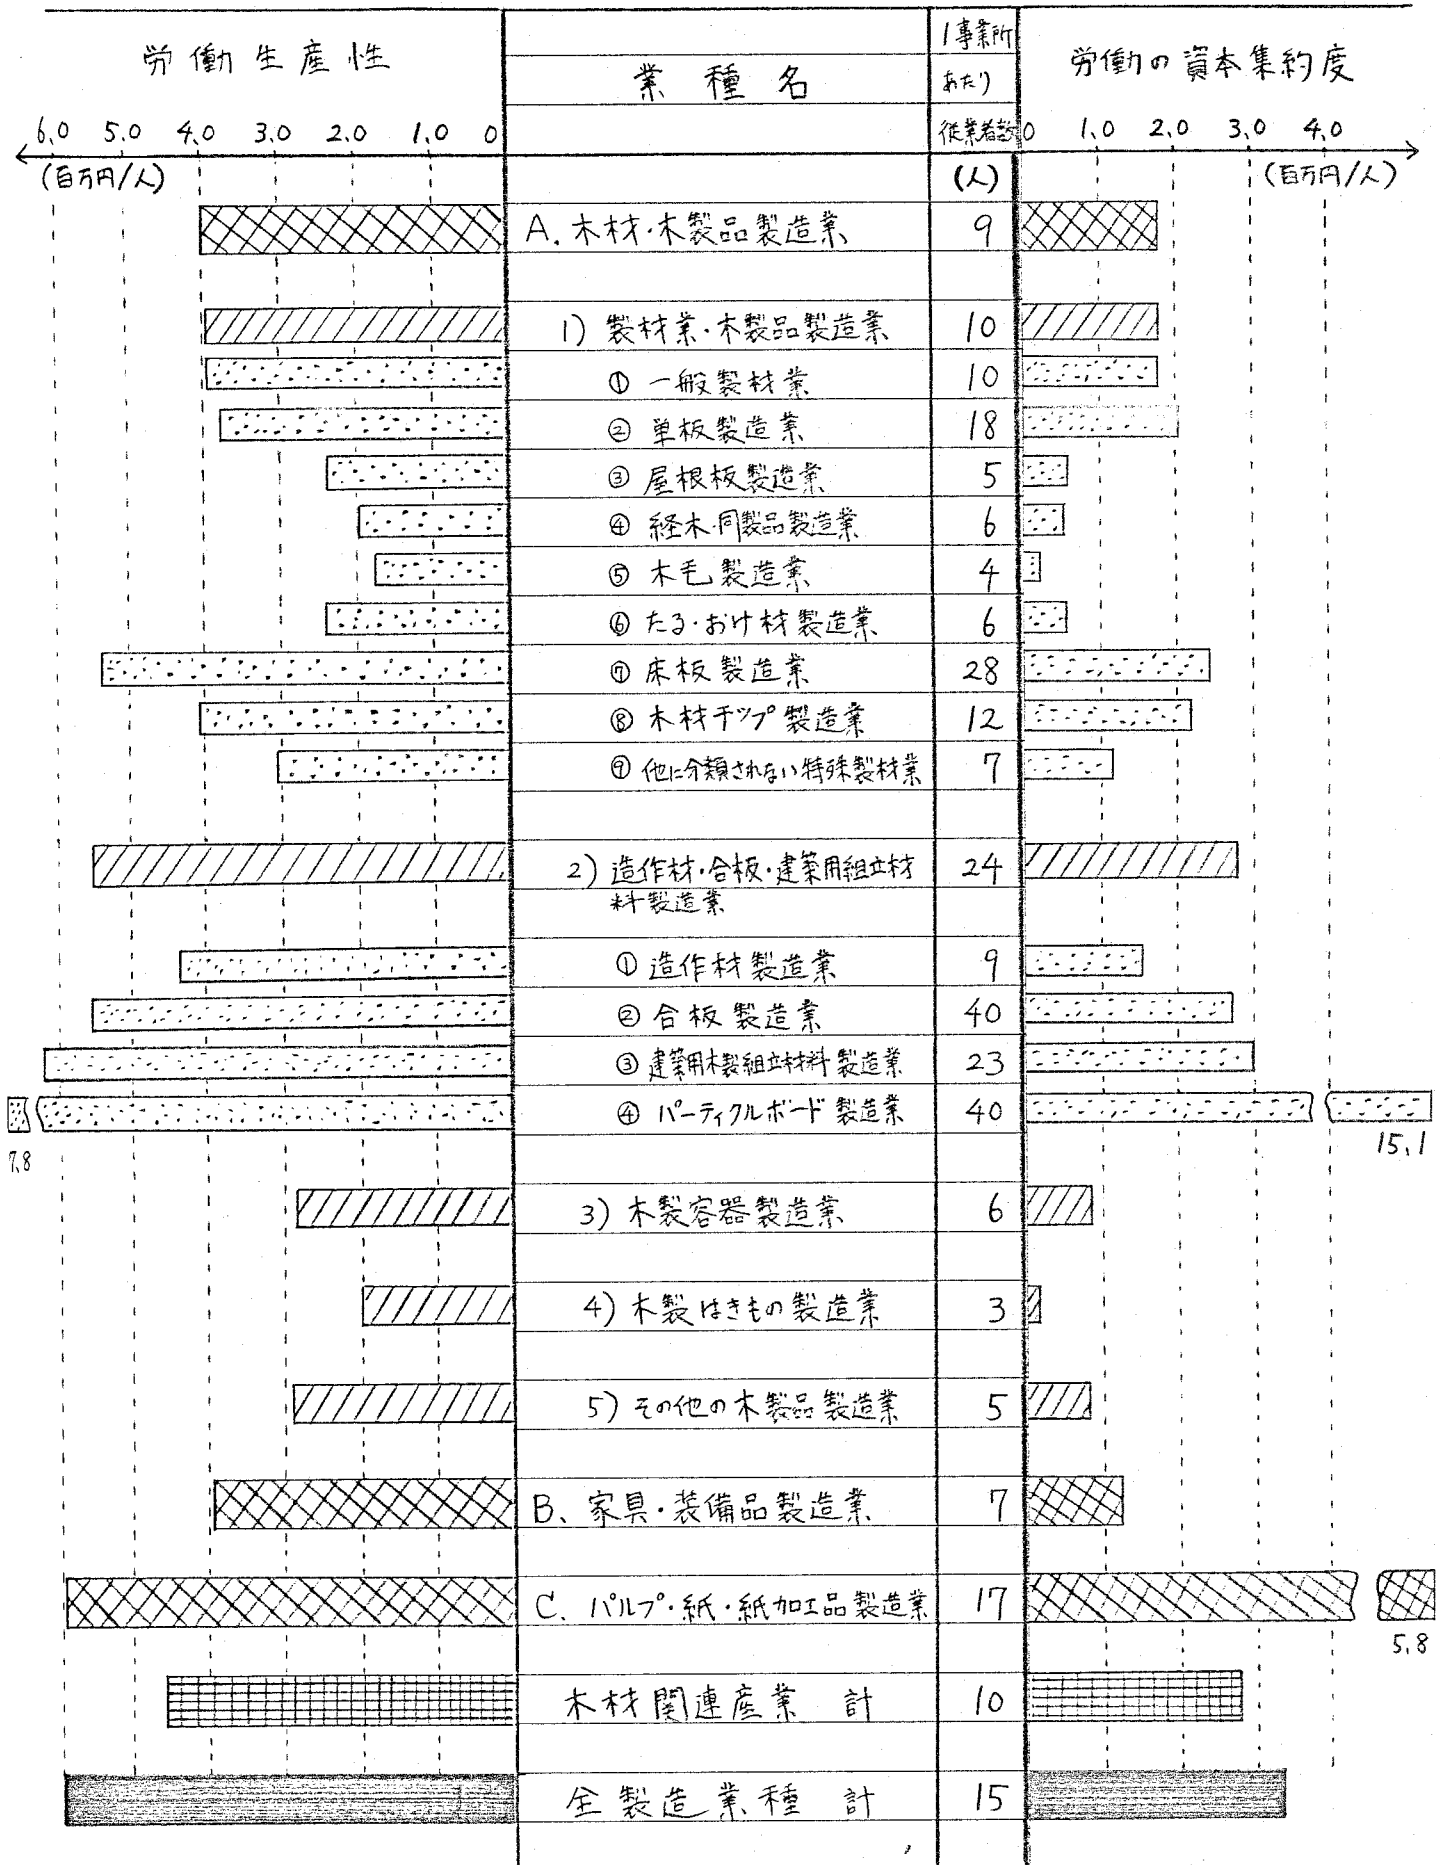 労働生産性
業種名
1事業所
あたり
従業者数
(人)
労働の資本集約度
6.0 5.0 4.0 3.0 2.0 1.0 0
(百万円/人)
0 1.0 2.0 3.0 4.0
(百万円/人)
A. 木材・木製品製造業 9
1) 製材業・木製品製造業 10
① 一般製材業 10
② 単板製造業 18
③ 屋根板製造業 5
④ 経木・同製品製造業 6
⑤ 木毛製造業 4
⑥ たる・おけ材製造業 6
⑦ 床板製造業 28
⑧ 木材チップ製造業 12
⑨ 他に分類されない特殊製材業 7
2) 造作材・合板・建築用組立材 24
料製造業
① 造作材製造業 9
② 合板製造業 40
③ 建築用木製組立材料製造業 23
④ パーティクルボード製造業 40
7.8
15.1
3) 木製容器製造業 6
4) 木製はきもの製造業 3
5) その他の木製品製造業 5
B. 家具・装備品製造業 7
C. パルプ・紙・紙加工品製造業 17
5.8
木材関連産業 計 10
全製造業種 計 15